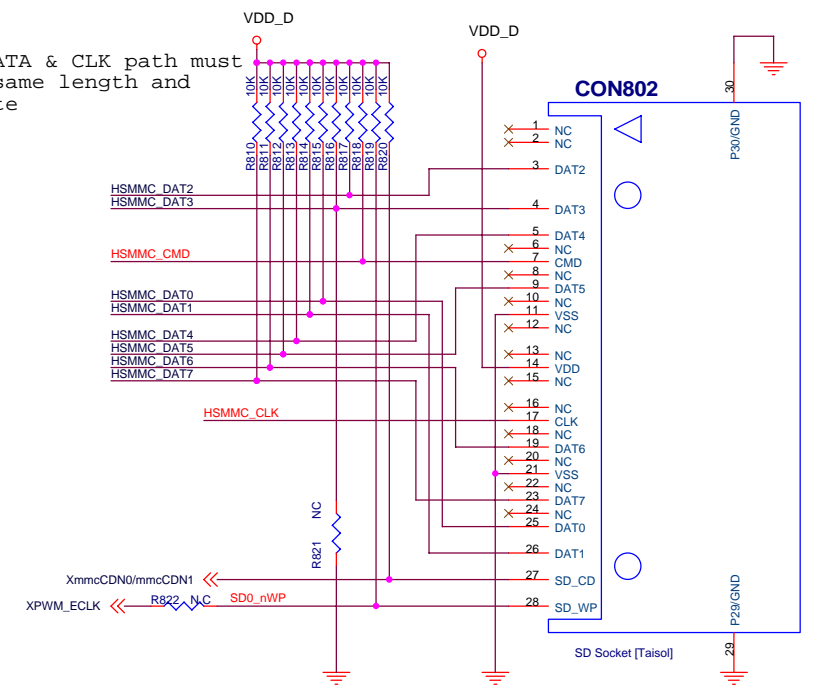 VDD_D
VDD_D
ATA & CLK path must
same length and
te
CON802
10K
10K
10K
10K
10K
10K
10K
10K
10K
10K
10K
R810
R811
R812
R813
R814
R815
R816
R817
R818
R819
R820
30
P30/GND
1 NC
2 NC
3 DAT2
4 DAT3
5 DAT4
6 NC
7 CMD
8 NC
9 DAT5
10 NC
11 VSS
12 NC
13 NC
14 VDD
15 NC
16 NC
17 CLK
18 NC
19 DAT6
20 NC
21 VSS
22 NC
23 DAT7
24 NC
25 DAT0
26 DAT1
27 SD_CD
28 SD_WP
HSMMC_DAT2
HSMMC_DAT3
HSMMC_CMD
HSMMC_DAT0
HSMMC_DAT1
HSMMC_DAT4
HSMMC_DAT5
HSMMC_DAT6
HSMMC_DAT7
HSMMC_CLK
R821 NC
XmmcCDN0/mmcCDN1
XPWM_ECLK
R822 NC
SD0_nWP
P29/GND
29
SD Socket [Taisol]